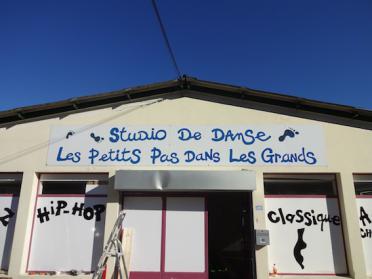 Studio De Danse
Les Petits Pas Dans Les Grands
HiP-HOP
Classique